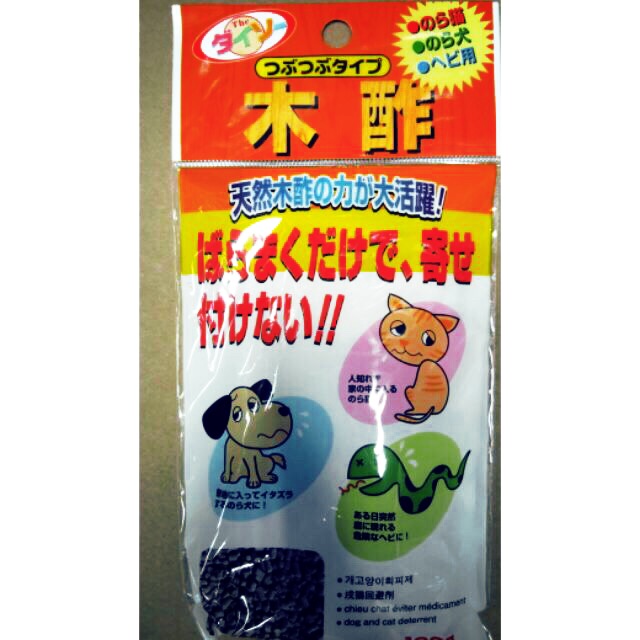 The
ダイソー
●のら猫
●のら犬
●ヘビ用
つぶつぶタイプ
木酢
天然木酢の力が大活躍!
ばらまくだけで、寄せ
付けない!!
人知れず
家の中に入る
のら猫
に入ってイタズラ
するのら犬に!
ある日突然
庭に現れる
危険なヘビに!
●개고양이회피제
●戍猫回避剤
●chieu chat éviter médicament
●dog and cat deterrent